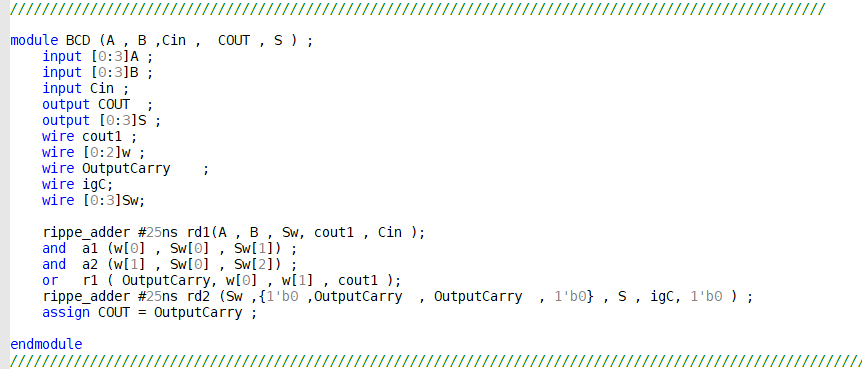 //////////////////////////////////////////////////////////////////////////////////////////////////////
module BCD (A , B ,Cin ,  COUT , S ) ;
    input [0:3]A ;
    input [0:3]B ;
    input Cin ;
    output COUT  ;
    output [0:3]S ;
    wire cout1 ;
    wire [0:2]w ;
    wire OutputCarry    ;
    wire igC;
    wire [0:3]Sw;
    rippe_adder #25ns rd1(A , B , Sw, cout1 , Cin );
    and  a1 (w[0] , Sw[0] , Sw[1]) ;
    and  a2 (w[1] , Sw[0] , Sw[2]) ;
    or   r1 ( OutputCarry, w[0] , w[1] , cout1 );
    rippe_adder #25ns rd2 (Sw ,{1'b0 ,OutputCarry  , OutputCarry  , 1'b0} , S , igC, 1'b0 ) ;
    assign COUT = OutputCarry ;
endmodule
///////////////////////////////////////////////////////////////////////////////////////////////////////////